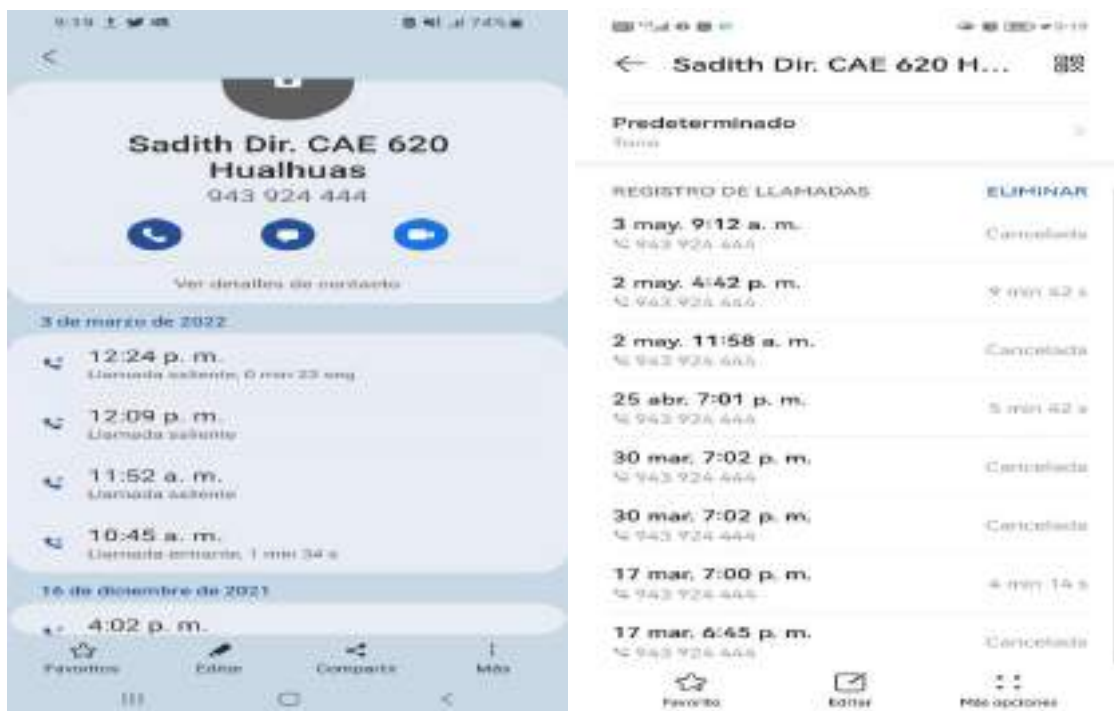 9:19
74%
Sadith Dir. CAE 620
Hualhuas
943 924 444
Ver detalles de contacto
3 de marzo de 2022
12:24 p. m.
Llamada saliente, 0 min 23 seg
12:09 p. m.
Llamada saliente
11:52 a. m.
Llamada saliente
10:45 a. m.
Llamada entrante, 1 min 34 s
16 de diciembre de 2021
4:02 p. m.
Favoritos Editar Compartir Más
9:19
Sadith Dir. CAE 620 H...
Predeterminado
Tono
REGISTRO DE LLAMADAS ELIMINAR
3 may. 9:12 a. m. Cancelada
943 924 444
2 may. 4:42 p. m. 9 min 42 s
943 924 444
2 may. 11:58 a. m. Cancelada
943 924 444
25 abr. 7:01 p. m. 5 min 42 s
943 924 444
30 mar. 7:02 p. m. Cancelada
943 924 444
30 mar. 7:02 p. m. Cancelada
943 924 444
17 mar. 7:00 p. m. 4 min 14 s
943 924 444
17 mar. 6:45 p. m. Cancelada
943 924 444
Favorito Editar Más opciones